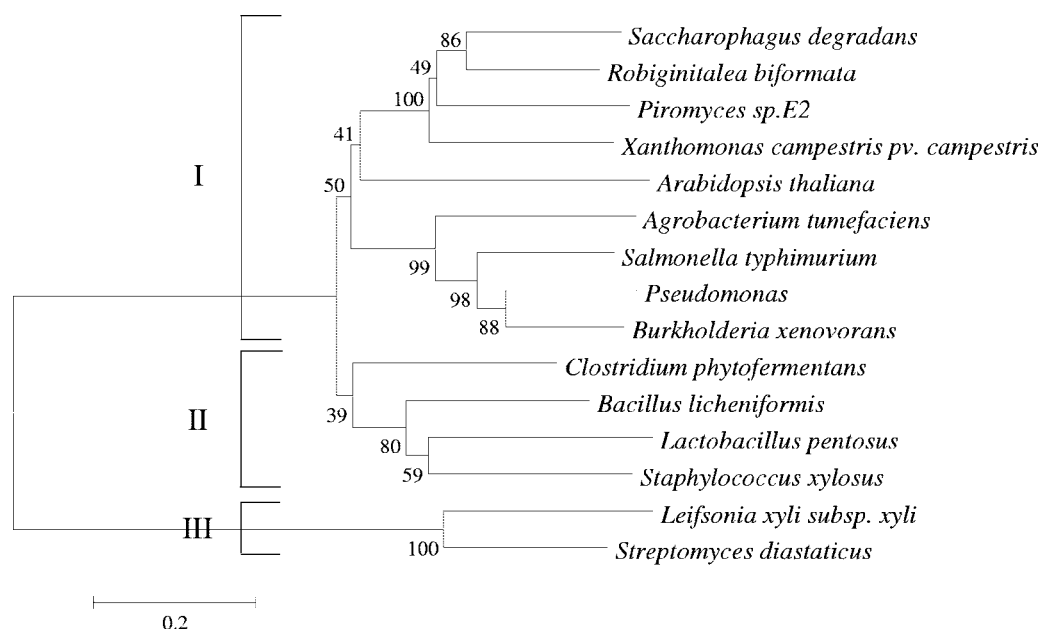 86 Saccharophagus degradans
49 Robiginitalea biformata
100 Piromyces sp.E2
41 Xanthomonas campestris pv. campestris
I
50 Arabidopsis thaliana
Agrobacterium tumefaciens
99 Salmonella typhimurium
98 Pseudomonas
88 Burkholderia xenovorans
Clostridium phytofermentans
II
39 Bacillus licheniformis
80 Lactobacillus pentosus
59 Staphylococcus xylosus
III
Leifsonia xyli subsp. xyli
100 Streptomyces diastaticus
0.2